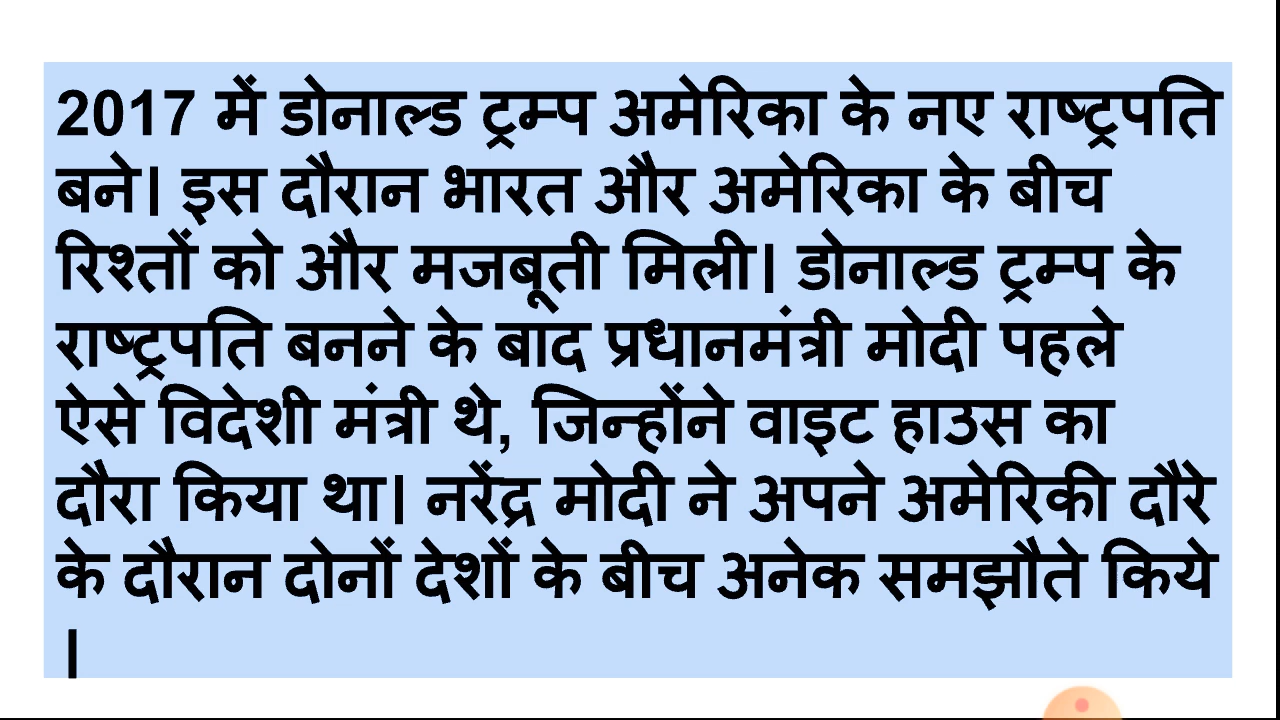 2017 में डोनाल्ड ट्रम्प अमेरिका के नए राष्ट्रपति
बने। इस दौरान भारत और अमेरिका के बीच
रिश्तों को और मजबूती मिली। डोनाल्ड ट्रम्प के
राष्ट्रपति बनने के बाद प्रधानमंत्री मोदी पहले
ऐसे विदेशी मंत्री थे, जिन्होंने वाइट हाउस का
दौरा किया था। नरेंद्र मोदी ने अपने अमेरिकी दौरे
के दौरान दोनों देशों के बीच अनेक समझौते किये
।